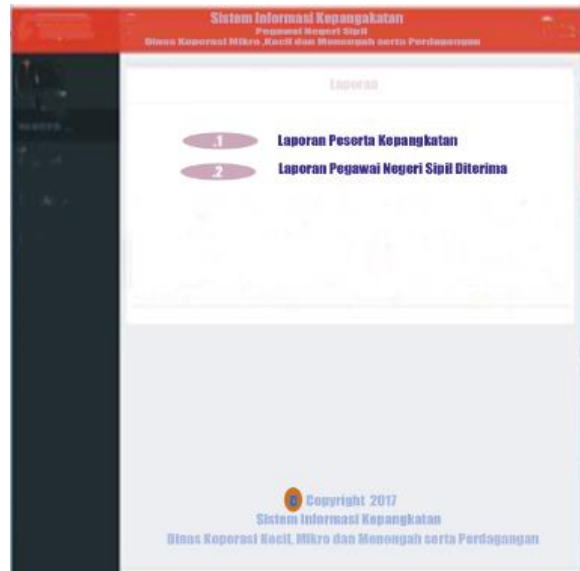 Sistem Informasi Kepangakatan
Pegawai Negeri Sipil
Dinas Koperasi Mikro ,Kecil dan Menengah serta Perdagangan
Laporan
.1 Laporan Peserta Kepangkatan
.2 Laporan Pegawai Negeri Sipil Diterima
Copyright 2017
Sistem Informasi Kepangkatan
Dinas Koperasi Kecil, Mikro dan Menengah serta Perdagangan